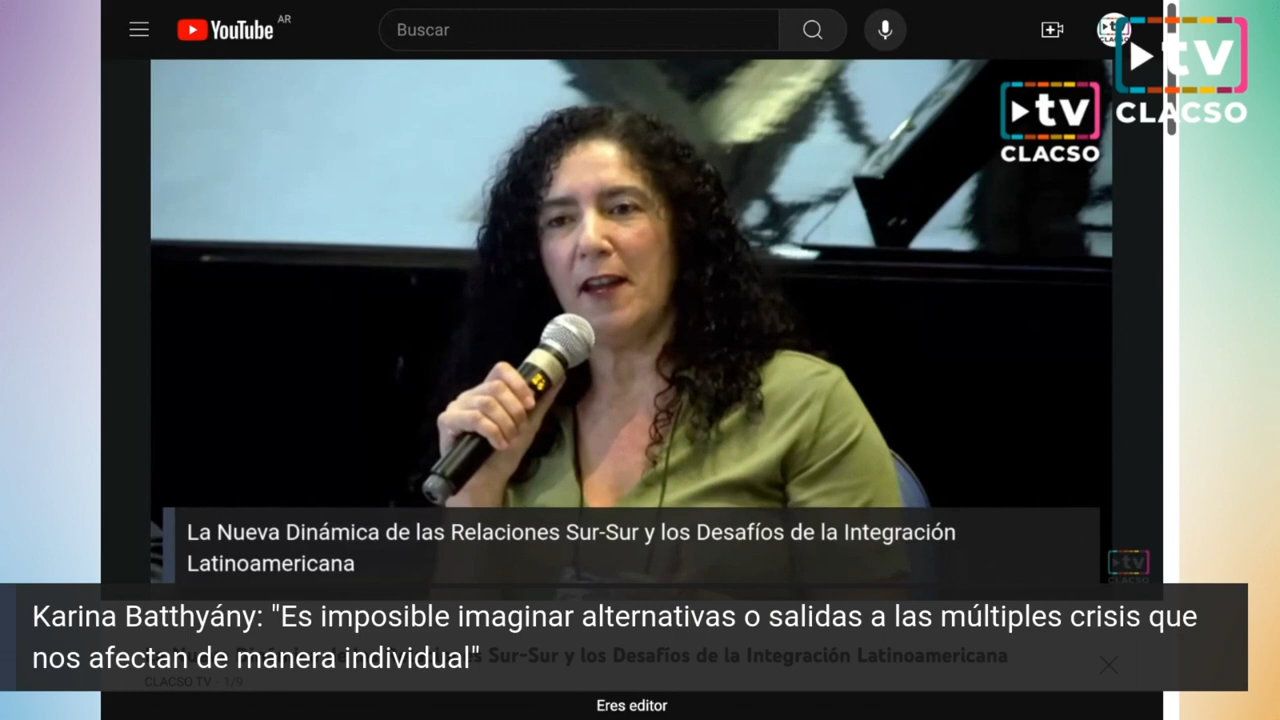 YouTube AR
Buscar
tv
CLACSO
tv
CLACSO
La Nueva Dinámica de las Relaciones Sur-Sur y los Desafíos de la Integración
Latinoamericana
tv
CLACSO
Karina Batthyány: "Es imposible imaginar alternativas o salidas a las múltiples crisis que
nos afectan de manera individual"
Sur-Sur y los Desafíos de la Integración Latinoamericana
CLACSO TV - 1/9
Eres editor